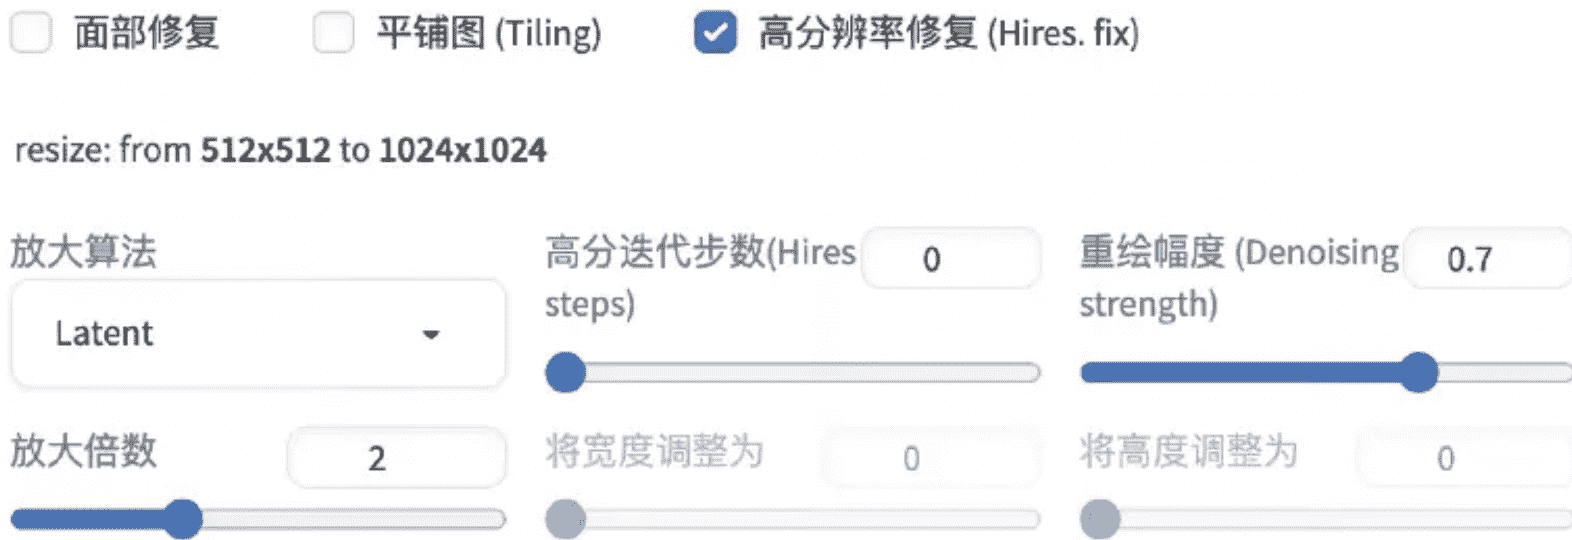 面部修复 平铺图 (Tiling) 高分辨率修复 (Hires. fix)
resize: from 512x512 to 1024x1024
放大算法
Latent
高分迭代步数(Hires steps) 0
重绘幅度 (Denoising strength) 0.7
放大倍数 2
将宽度调整为 0
将高度调整为 0